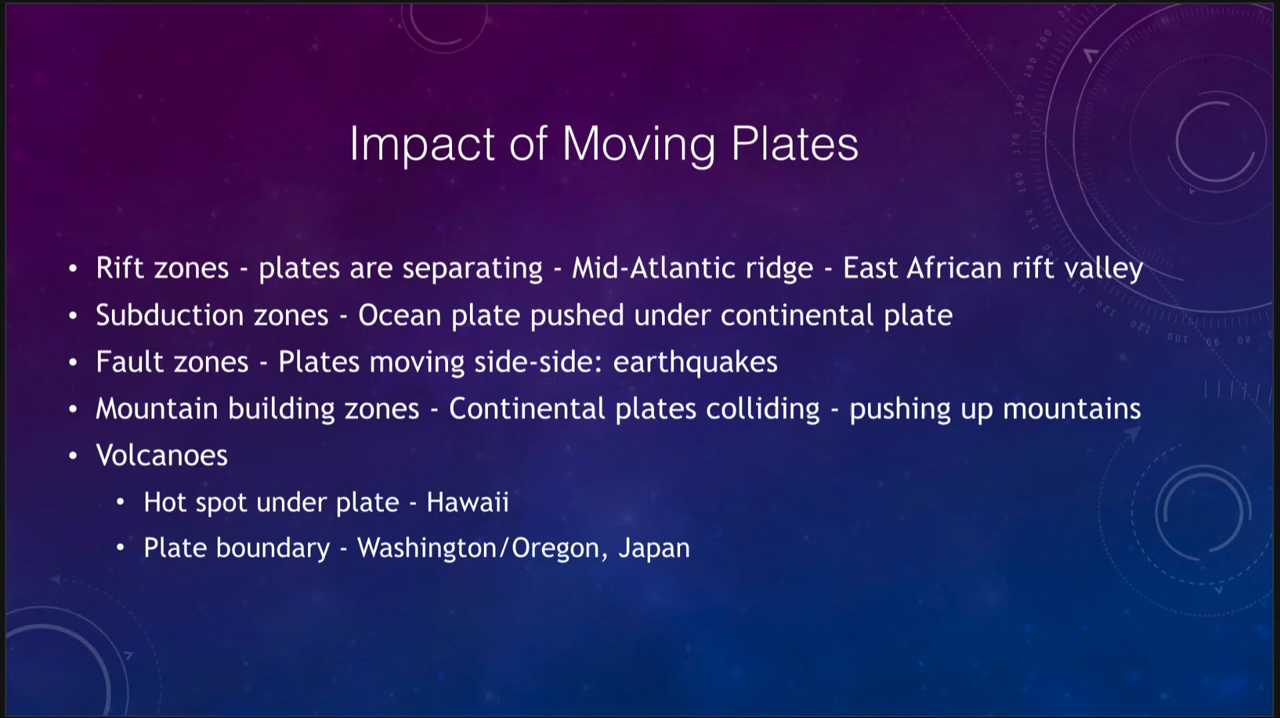 Impact of Moving Plates
• Rift zones - plates are separating - Mid-Atlantic ridge - East African rift valley
• Subduction zones - Ocean plate pushed under continental plate
• Fault zones - Plates moving side-side: earthquakes
• Mountain building zones - Continental plates colliding - pushing up mountains
• Volcanoes
• Hot spot under plate - Hawaii
• Plate boundary - Washington/Oregon, Japan